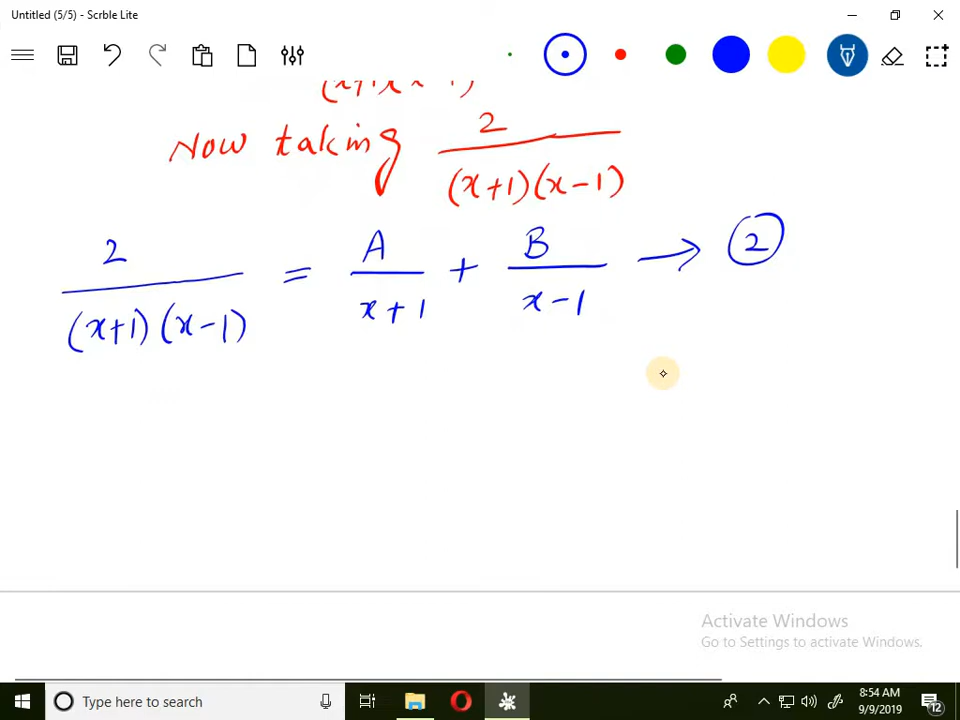 Untitled (5/5) - Scrble Lite
Now taking 2/((x+1)(x-1))
2/((x+1)(x-1)) = A/(x+1) + B/(x-1) → ②
Activate Windows
Go to Settings to activate Windows.
Type here to search
8:54 AM
9/9/2019
12